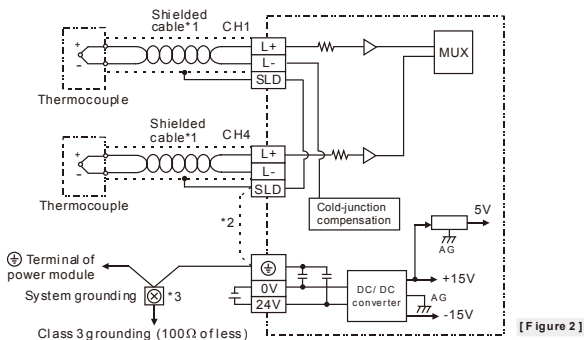 Shielded
cable*1
CH1
L+
L-
SLD
MUX
+
−
Thermocouple
Shielded
cable*1
CH4
L+
L-
SLD
+
−
Thermocouple
*2
Cold-junction
compensation
5V
AG
Terminal of
power module
System grounding
*3
0V
24V
DC/ DC
converter
+15V
AG
-15V
Class 3 grounding (100Ω of less)
[Figure 2]